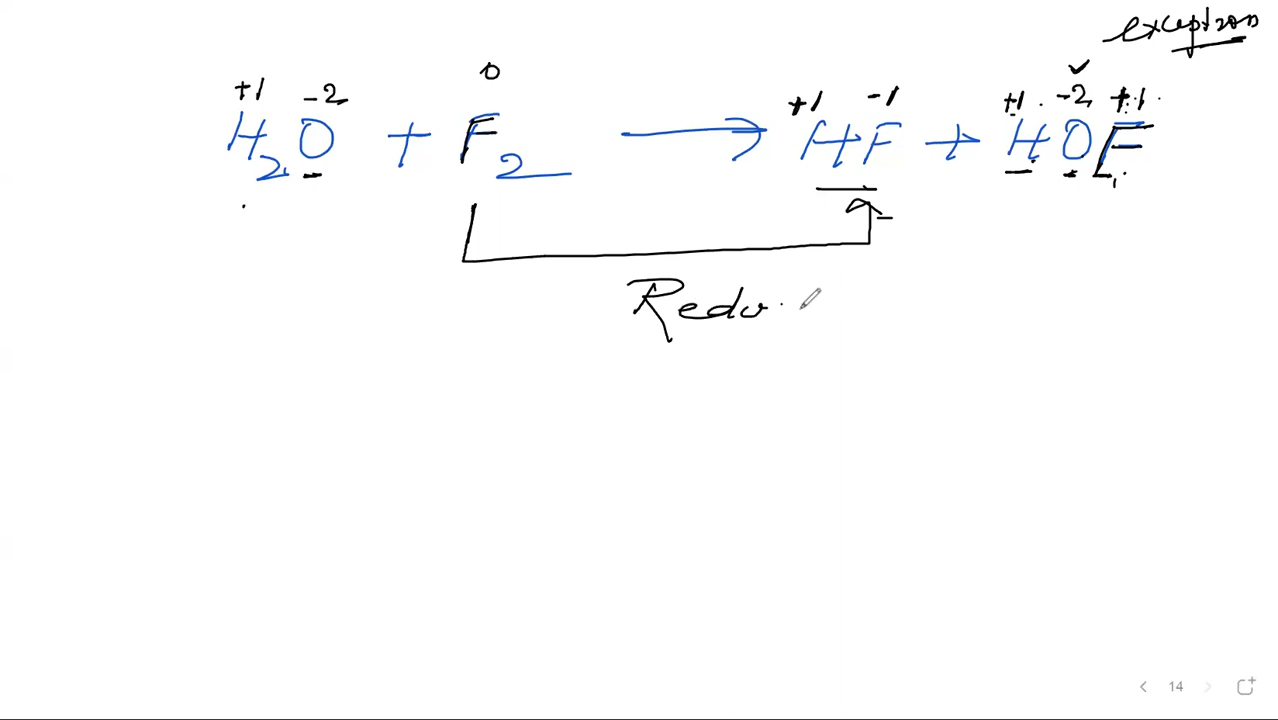 exception
+1 -2 0 +1 -1 +1 -2 +1
H2O + F2 → HF + HOF
Redu
14